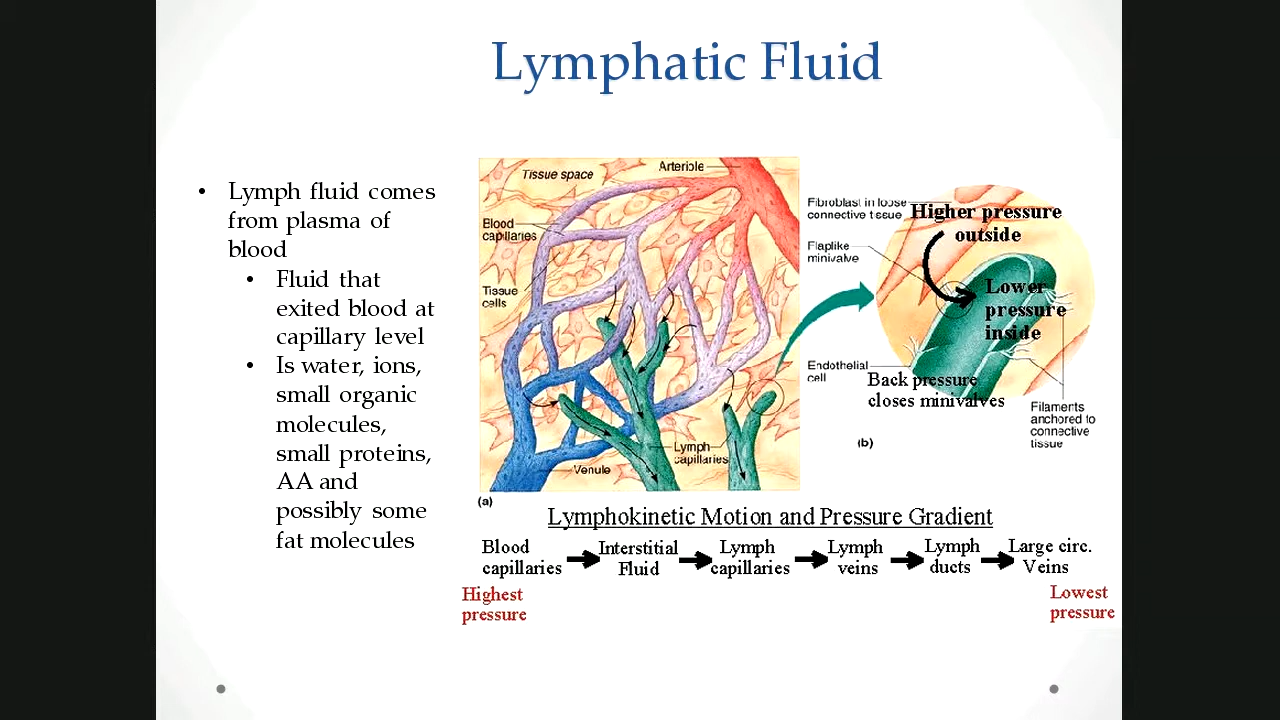 Lymphatic Fluid
• Lymph fluid comes
from plasma of
blood
• Fluid that
exited blood at
capillary level
• Is water, ions,
small organic
molecules,
small proteins,
AA and
possibly some
fat molecules
Tissue space
Arteriole
Blood
capillaries
Tissue
cells
Lymph
capillaries
Venule
(a)
Fibroblast in loose
connective tissue
Flaplike
minivalve
Endothelial
cell
Higher pressure
outside
Lower
pressure
inside
Back pressure
closes minivalves
Filaments
anchored to
connective
tissue
(b)
Lymphokinetic Motion and Pressure Gradient
Blood
capillaries
Interstitial
Fluid
Lymph
capillaries
Lymph
veins
Lymph
ducts
Large circ.
Veins
Highest
pressure
Lowest
pressure